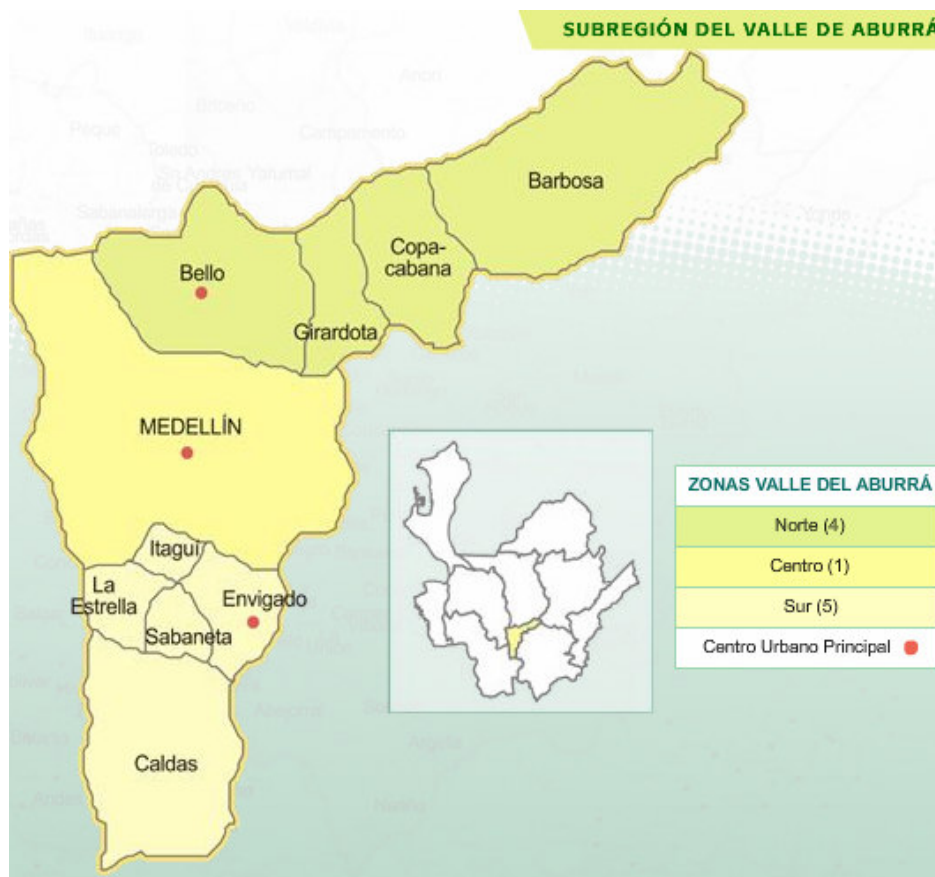 SUBREGIÓN DEL VALLE DE ABURRÁ
Barbosa
Copa-
cabana
Bello
Girardota
MEDELLÍN
Itaguí
La
Estrella
Envigado
Sabaneta
Caldas
ZONAS VALLE DEL ABURRÁ
Norte (4)
Centro (1)
Sur (5)
Centro Urbano Principal